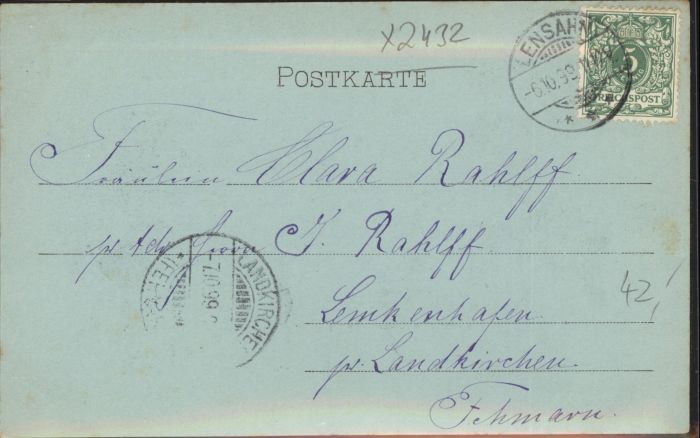 X2432
LENSAHN
-6.10.99.
5
REICHSPOST
POSTKARTE
Fräulein Clara Rahlff
pr. Adr. Herrn J. Rahlff
LANDKIRCHEN
-7.10.99
Lemkenhafen
42,
pr. Landkirchen.
Fehmarn.